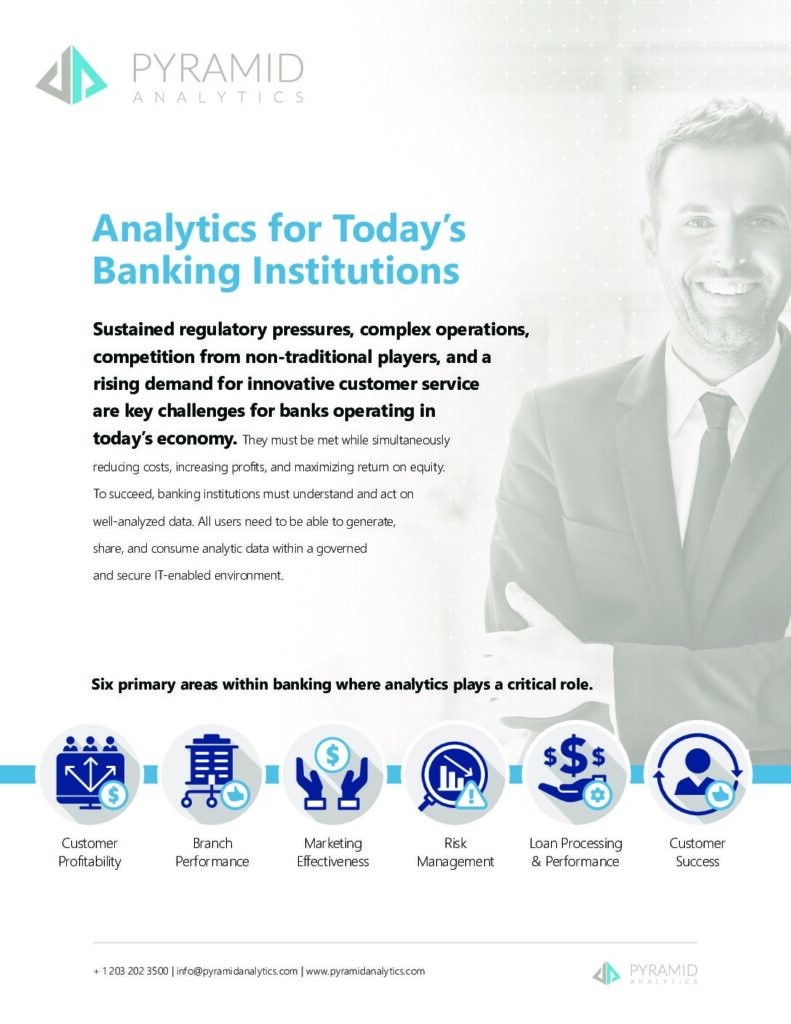 PYRAMID
ANALYTICS
Analytics for Today's
Banking Institutions
Sustained regulatory pressures, complex operations,
competition from non-traditional players, and a
rising demand for innovative customer service
are key challenges for banks operating in
today's economy. They must be met while simultaneously
reducing costs, increasing profits, and maximizing return on equity.
To succeed, banking institutions must understand and act on
well-analyzed data. All users need to be able to generate,
share, and consume analytic data within a governed
and secure IT-enabled environment.
Six primary areas within banking where analytics plays a critical role.
Customer
Profitability
Branch
Performance
Marketing
Effectiveness
Risk
Management
Loan Processing
& Performance
Customer
Success
+ 1 203 202 3500 | info@pyramidanalytics.com | www.pyramidanalytics.com
PYRAMID
ANALYTICS